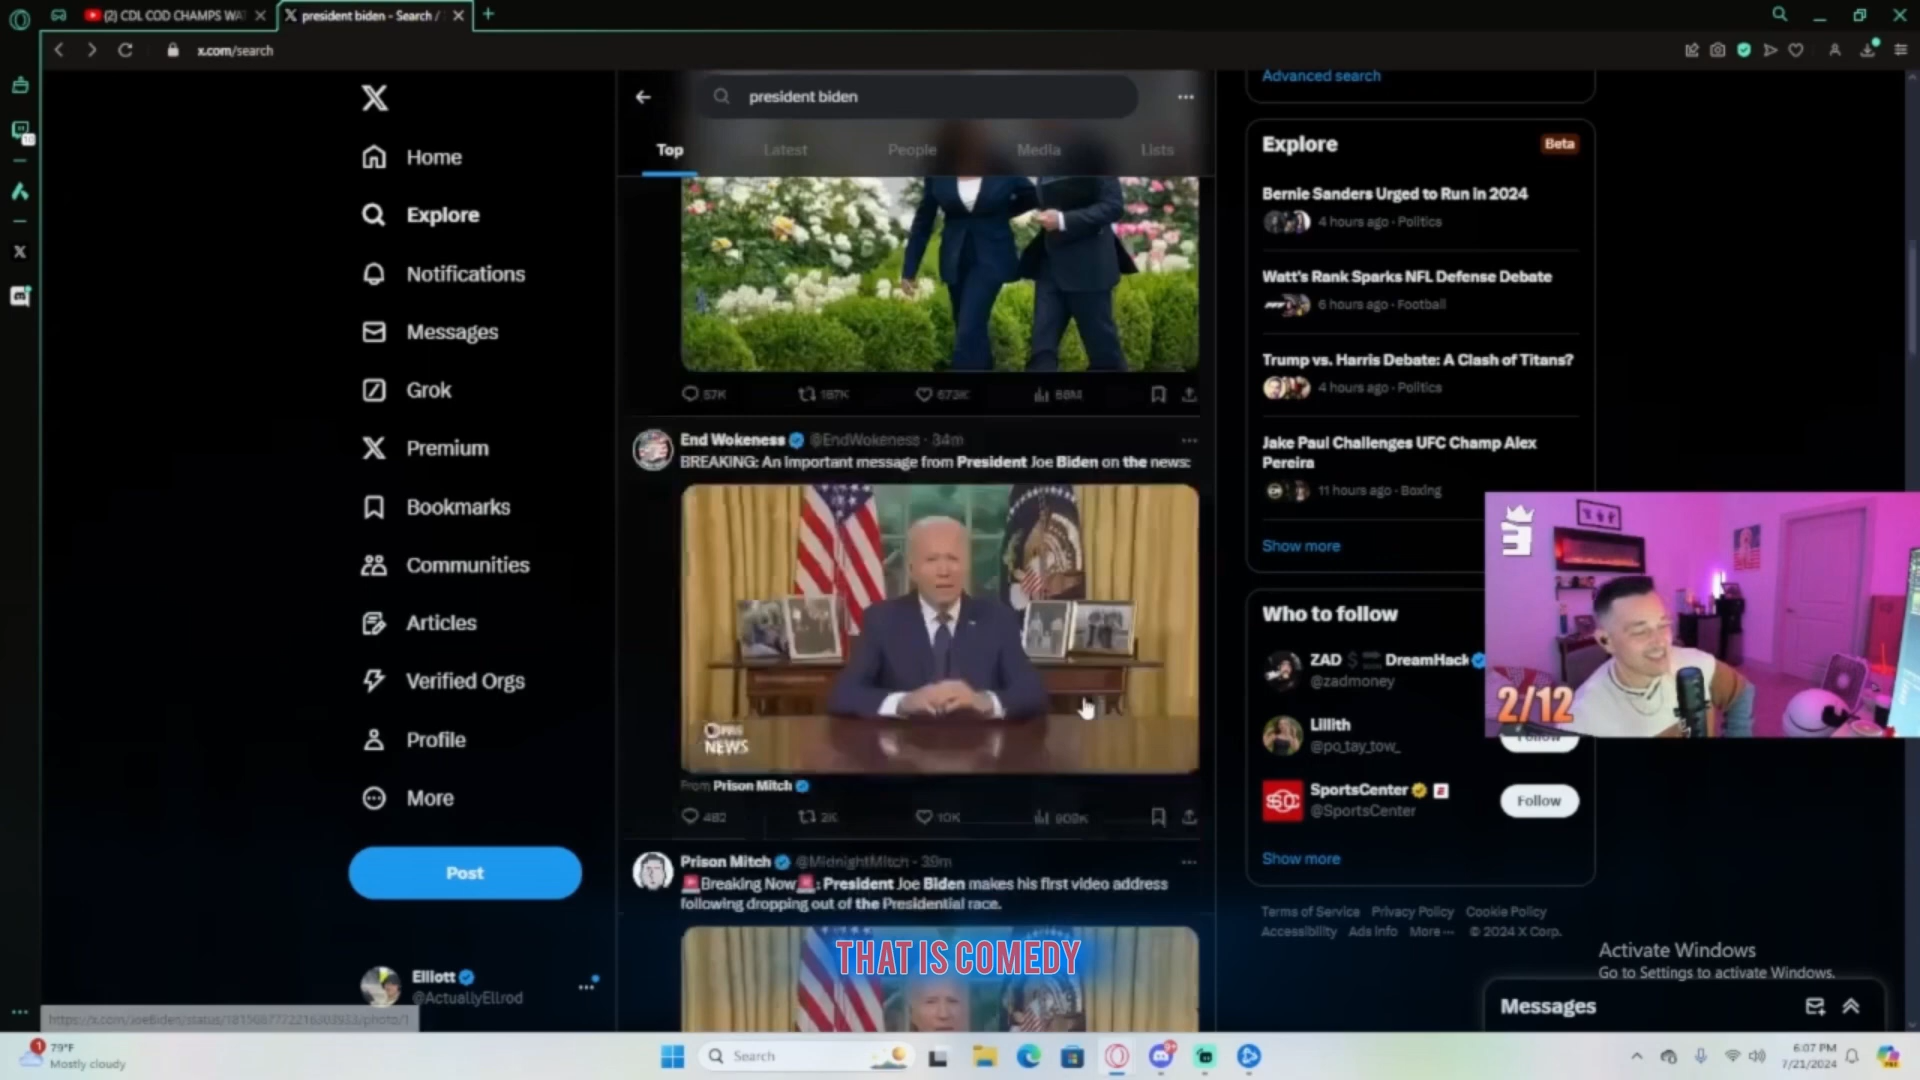 (2) CDL COD CHAMPS WA
president biden - Search /
x.com/search
president biden
Top
Latest
People
Media
Lists
Home
Explore
Notifications
Messages
Grok
Premium
Bookmarks
Communities
Articles
Verified Orgs
Profile
More
Post
Elliott
@ActuallyEllrod
57K
187K
673K
End Wokeness @EndWokeness · 34m
BREAKING: An important message from President Joe Biden on the news:
PBS
NEWS
From Prison Mitch
482
2K
10K
909K
Prison Mitch @MidnightMitch · 39m
Breaking Now: President Joe Biden makes his first video address
following dropping out of the Presidential race.
THAT IS COMEDY
Advanced search
Explore
Beta
Bernie Sanders Urged to Run in 2024
4 hours ago · Politics
Watt's Rank Sparks NFL Defense Debate
6 hours ago · Football
Trump vs. Harris Debate: A Clash of Titans?
4 hours ago · Politics
Jake Paul Challenges UFC Champ Alex
Pereira
11 hours ago · Boxing
Show more
Who to follow
ZAD DreamHack
@zadmoney
Lillith
@po_tay_tow_
Follow
SportsCenter
@SportsCenter
Follow
Show more
2/12
Terms of Service Privacy Policy Cookie Policy
Accessibility Ads info More ··· © 2024 X Corp.
Activate Windows
Go to Settings to activate Windows.
Messages
79°F
Mostly cloudy
Search
6:07 PM
7/21/2024